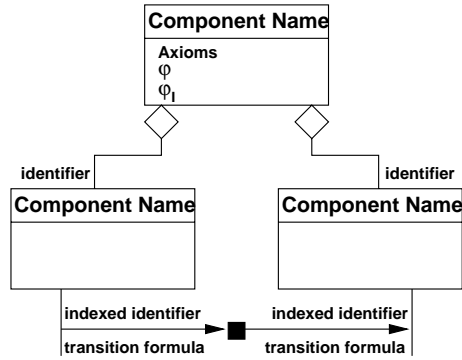 Component Name
Axioms
φ
φI
identifier
identifier
Component Name
Component Name
indexed identifier
indexed identifier
transition formula
transition formula